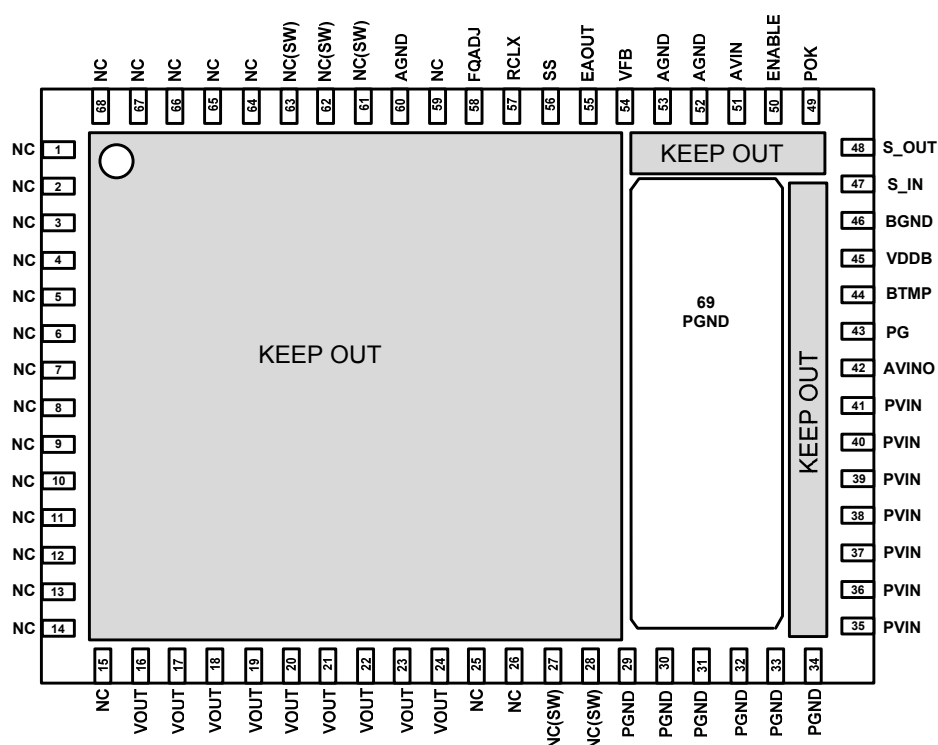 NC NC NC NC NC NC(SW) NC(SW) NC(SW) AGND NC FQADJ RCLX SS EAOUT VFB AGND AGND AVIN ENABLE POK
68 67 66 65 64 63 62 61 60 59 58 57 56 55 54 53 52 51 50 49
NC 1
NC 2
NC 3
NC 4
NC 5
NC 6
NC 7
NC 8
NC 9
NC 10
NC 11
NC 12
NC 13
NC 14
KEEP OUT
KEEP OUT
69
PGND
KEEP OUT
48 S_OUT
47 S_IN
46 BGND
45 VDDB
44 BTMP
43 PG
42 AVINO
41 PVIN
40 PVIN
39 PVIN
38 PVIN
37 PVIN
36 PVIN
35 PVIN
15 16 17 18 19 20 21 22 23 24 25 26 27 28 29 30 31 32 33 34
NC VOUT VOUT VOUT VOUT VOUT VOUT VOUT VOUT VOUT NC NC NC(SW) NC(SW) PGND PGND PGND PGND PGND PGND